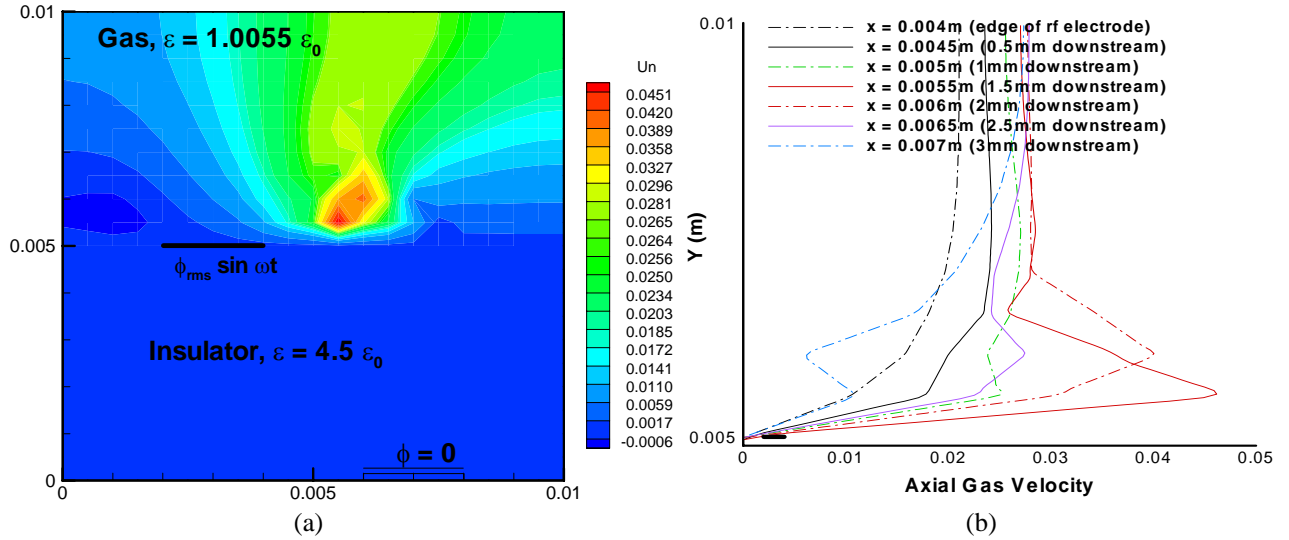 0.01
Gas, ε = 1.0055 ε0
0.005
ϕrms sin ωt
Insulator, ε = 4.5 ε0
ϕ = 0
0
0
0.005
0.01
(a)
Un
0.0451
0.0420
0.0389
0.0327
0.0296
0.0265
0.0264
0.0256
0.0250
0.0234
0.0203
0.0185
0.0172
0.0141
0.0110
0.0059
0.0017
-0.0006
0.01
x = 0.004m (edge of rf electrode)
x = 0.0045m (0.5mm downstream)
x = 0.005m (1mm downstream)
x = 0.0055m (1.5mm downstream)
x = 0.006m (2mm downstream)
x = 0.0065m (2.5mm downstream)
x = 0.007m (3mm downstream)
Y (m)
0.005
0
0.01
0.02
0.03
0.04
0.05
Axial Gas Velocity
(b)